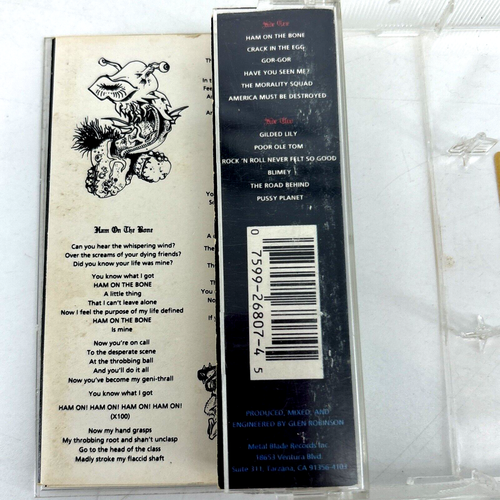 Ham On The Bone
Can you hear the whispering wind?
Over the screams of your dying friends?
Did you know your life was mine?
You know what I got
HAM ON THE BONE
A little thing
That I can't leave alone
Now I feel the purpose of my life defined
HAM ON THE BONE
Is mine
Now you're on call
To the desperate scene
At the throbbing ball
And you'll do it all
Now you've become my geni-thrall
You know what I got
HAM ON! HAM ON! HAM ON! HAM ON!
(X100)
Now my hand grasps
My throbbing root and shan't unclasp
Go to the head of the class
Madly stroke my flaccid shaft
Side One
HAM ON THE BONE
CRACK IN THE EGG
GOR-GOR
HAVE YOU SEEN ME?
THE MORALITY SQUAD
AMERICA MUST BE DESTROYED
Side Two
GILDED LILY
POOR OLE TOM
ROCK 'N ROLL NEVER FELT SO GOOD
BLIMEY
THE ROAD BEHIND
PUSSY PLANET
0 7599-26807-4 5
PRODUCED, MIXED, AND
ENGINEERED BY GLEN ROBINSON
Metal Blade Records Inc.
18653 Ventura Blvd.
Suite 311, Tarzana, CA 91356-4103